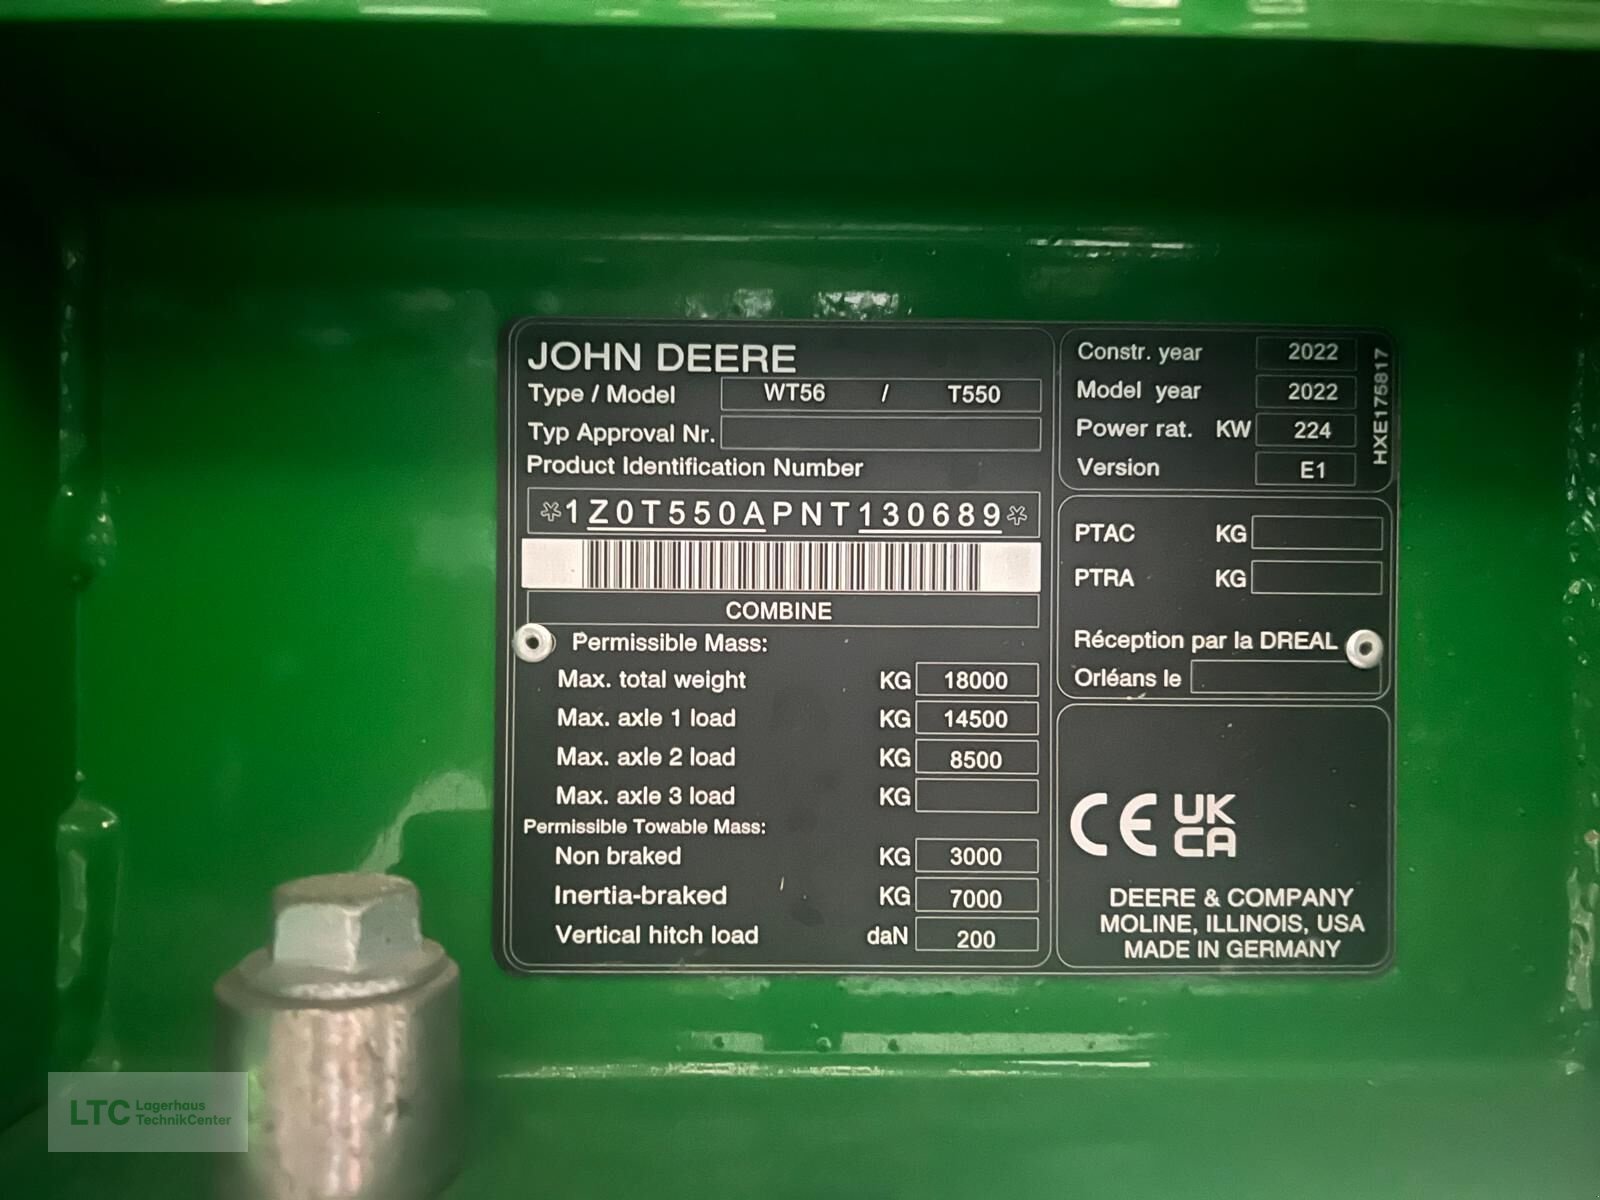 JOHN DEERE
Type / Model WT56 / T550
Typ Approval Nr.
Product Identification Number
*1Z0T550APNT130689*
COMBINE
Permissible Mass:
Max. total weight KG 18000
Max. axle 1 load KG 14500
Max. axle 2 load KG 8500
Max. axle 3 load KG
Permissible Towable Mass:
Non braked KG 3000
Inertia-braked KG 7000
Vertical hitch load daN 200
Constr. year 2022
Model year 2022
Power rat. KW 224
Version E1
HXE175817
PTAC KG
PTRA KG
Réception par la DREAL
Orléans le
CE UK
CA
DEERE & COMPANY
MOLINE, ILLINOIS, USA
MADE IN GERMANY
LTC Lagerhaus
TechnikCenter